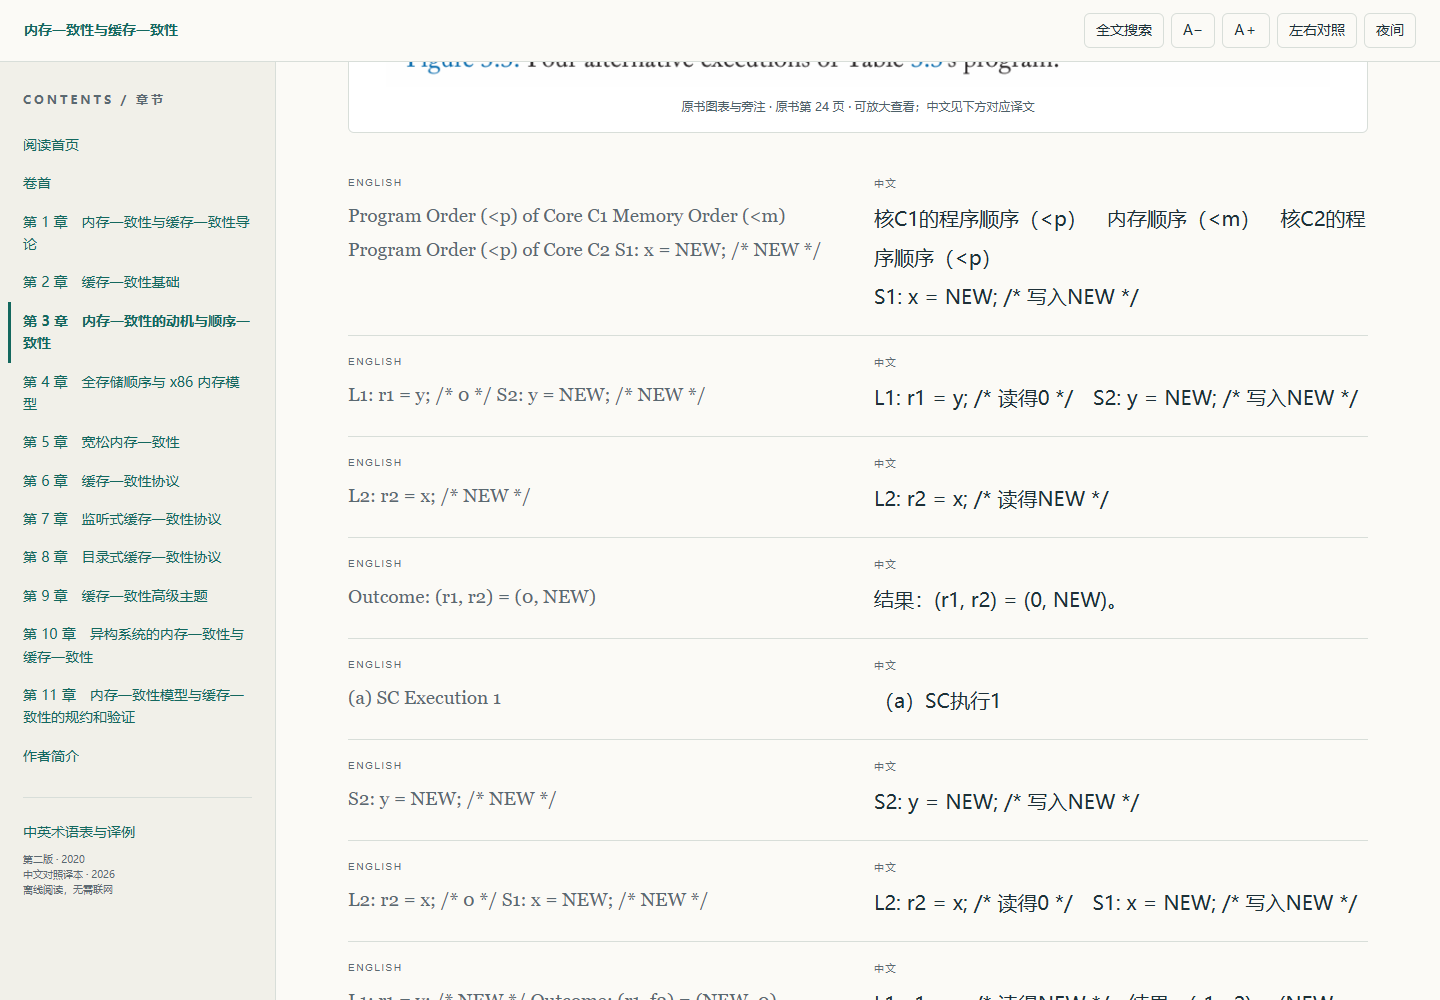 内存一致性与缓存一致性
全文搜索
A−
A+
左右对照
夜间
CONTENTS / 章节
阅读首页
卷首
第 1 章 内存一致性与缓存一致性导
论
第 2 章 缓存一致性基础
第 3 章 内存一致性的动机与顺序一
致性
第 4 章 全存储顺序与 x86 内存模
型
第 5 章 宽松内存一致性
第 6 章 缓存一致性协议
第 7 章 监听式缓存一致性协议
第 8 章 目录式缓存一致性协议
第 9 章 缓存一致性高级主题
第 10 章 异构系统的内存一致性与
缓存一致性
第 11 章 内存一致性模型与缓存一
致性的规约和验证
作者简介
中英术语表与译例
第二版 · 2020
中文对照译本 · 2026
离线阅读，无需联网
Figure 3.3: Four alternative executions of Table 3.3's program.
原书图表与旁注 · 原书第 24 页 · 可放大查看；中文见下方对应译文
ENGLISH
Program Order (<p) of Core C1 Memory Order (<m)
Program Order (<p) of Core C2 S1: x = NEW; /* NEW */
中文
核C1的程序顺序（<p） 内存顺序（<m） 核C2的程
序顺序（<p）
S1: x = NEW; /* 写入NEW */
ENGLISH
L1: r1 = y; /* 0 */ S2: y = NEW; /* NEW */
中文
L1: r1 = y; /* 读得0 */ S2: y = NEW; /* 写入NEW */
ENGLISH
L2: r2 = x; /* NEW */
中文
L2: r2 = x; /* 读得NEW */
ENGLISH
Outcome: (r1, r2) = (0, NEW)
中文
结果：(r1, r2) = (0, NEW)。
ENGLISH
(a) SC Execution 1
中文
（a）SC执行1
ENGLISH
S2: y = NEW; /* NEW */
中文
S2: y = NEW; /* 写入NEW */
ENGLISH
L2: r2 = x; /* 0 */ S1: x = NEW; /* NEW */
中文
L2: r2 = x; /* 读得0 */ S1: x = NEW; /* 写入NEW */
ENGLISH
中文